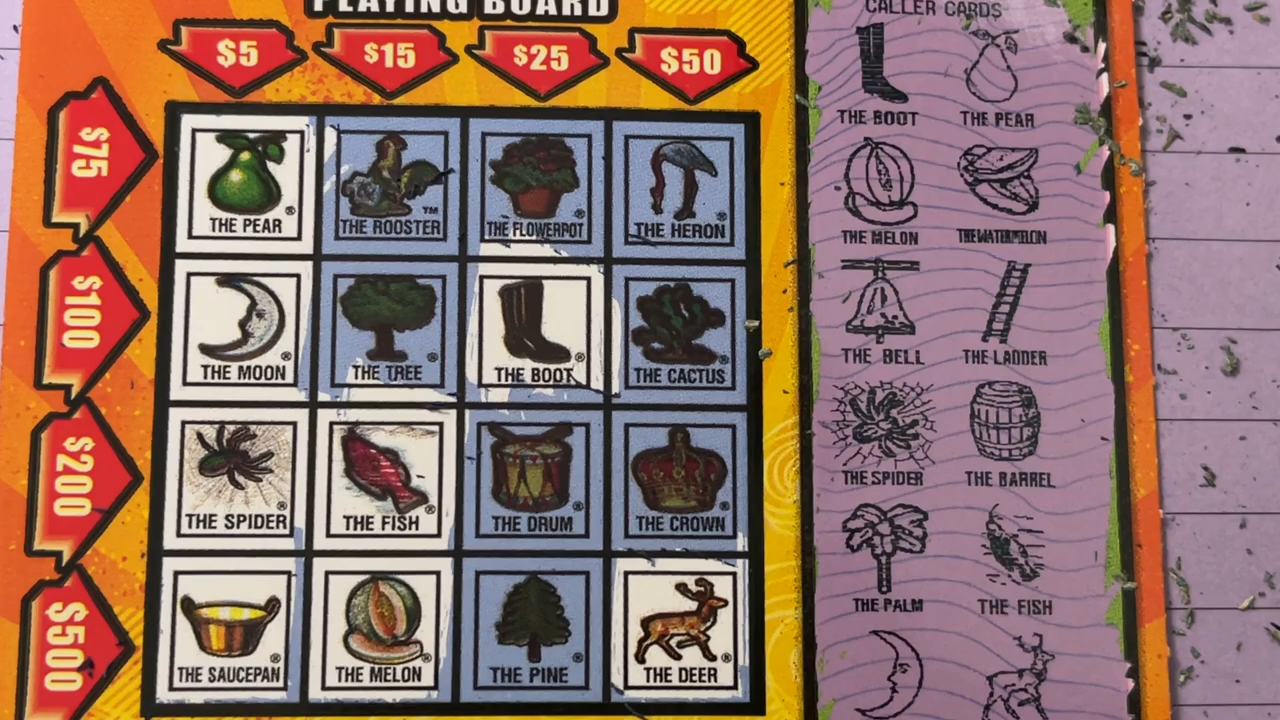 PLAYING BOARD
$5 $15 $25 $50
$75
THE PEAR® THE ROOSTER™ THE FLOWERPOT® THE HERON®
$100
THE MOON® THE TREE® THE BOOT® THE CACTUS®
$200
THE SPIDER® THE FISH® THE DRUM® THE CROWN®
$500
THE SAUCEPAN® THE MELON® THE PINE® THE DEER®
CALLER CARDS
THE BOOT THE PEAR
THE MELON THE WATERMELON
THE BELL THE LADDER
THE SPIDER THE BARREL
THE PALM THE FISH